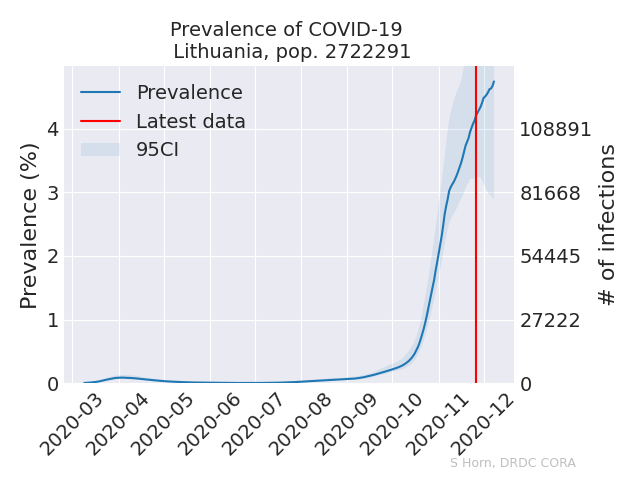 Prevalence of COVID-19
Lithuania, pop. 2722291
Prevalence
Latest data
95CI
Prevalence (%)
4
3
2
1
0
108891
81668
54445
27222
0
# of infections
2020-03
2020-04
2020-05
2020-06
2020-07
2020-08
2020-09
2020-10
2020-11
2020-12
S Horn, DRDC CORA